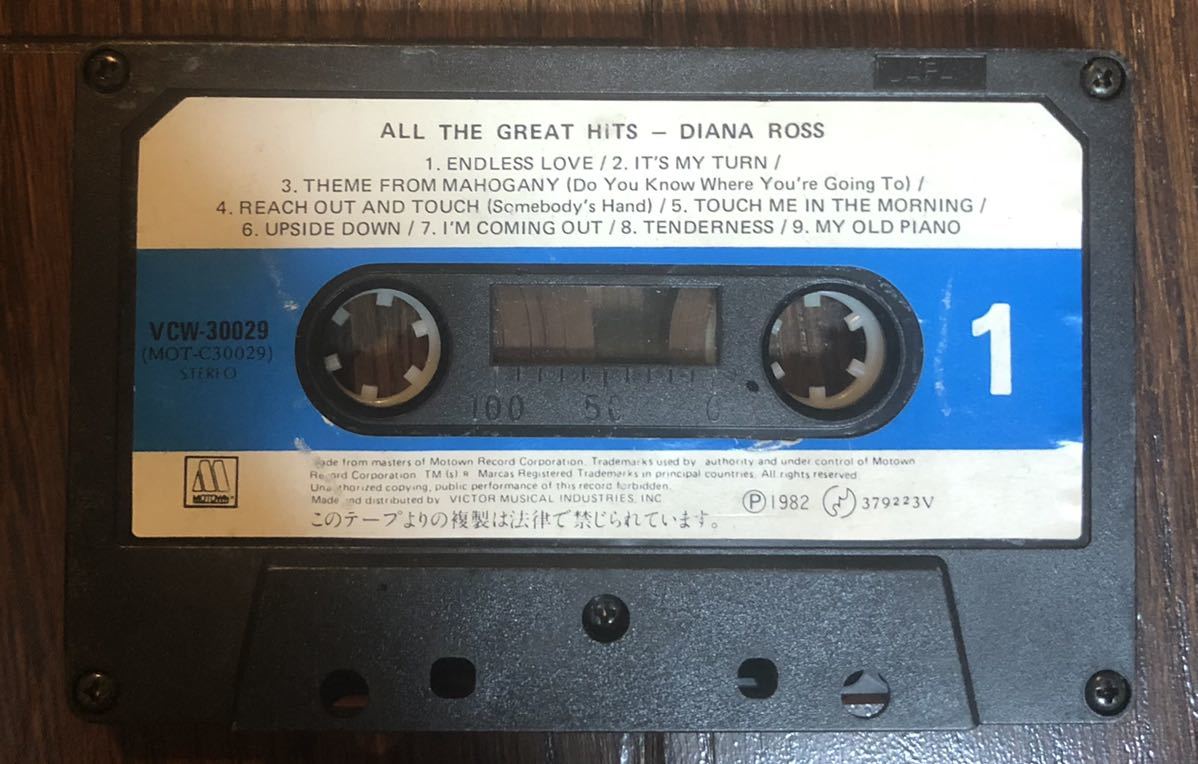 ALL THE GREAT HITS – DIANA ROSS
1. ENDLESS LOVE / 2. IT'S MY TURN /
3. THEME FROM MAHOGANY (Do You Know Where You're Going To) /
4. REACH OUT AND TOUCH (Somebody's Hand) / 5. TOUCH ME IN THE MORNING /
6. UPSIDE DOWN / 7. I'M COMING OUT / 8. TENDERNESS / 9. MY OLD PIANO
VCW-30029
(MOT-C30029)
STEREO
1
100 50 0
MOTOWN
Made from masters of Motown Record Corporation. Trademarks used by authority and under control of Motown
Record Corporation TM (s) ® Marcas Registered Trademarks in principal countries. All rights reserved
Unauthorized copying, public performance of this record forbidden.
Made and distributed by VICTOR MUSICAL INDUSTRIES, INC
Ⓟ1982 379223V
このテープよりの複製は法律で禁じられています。